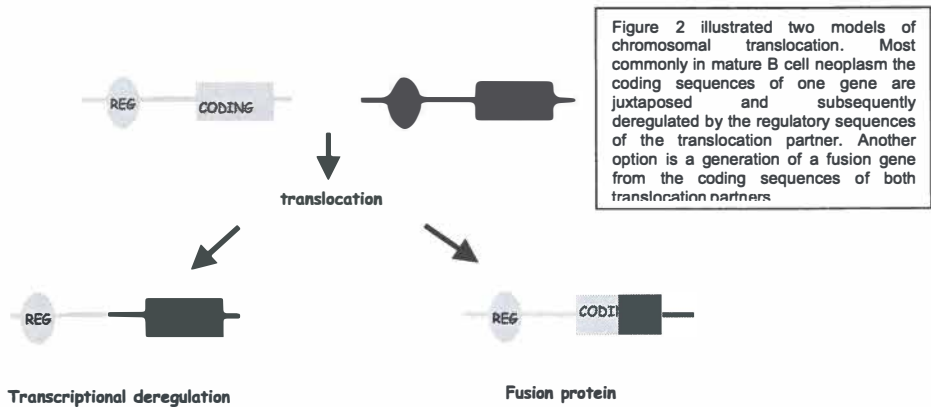 Figure 2 illustrated two models of
chromosomal translocation. Most
commonly in mature B cell neoplasm the
coding sequences of one gene are
juxtaposed and subsequently
deregulated by the regulatory sequences
of the translocation partner. Another
option is a generation of a fusion gene
from the coding sequences of both
translocation partners
REG CODING
translocation
REG
REG CODI
Transcriptional deregulation Fusion protein